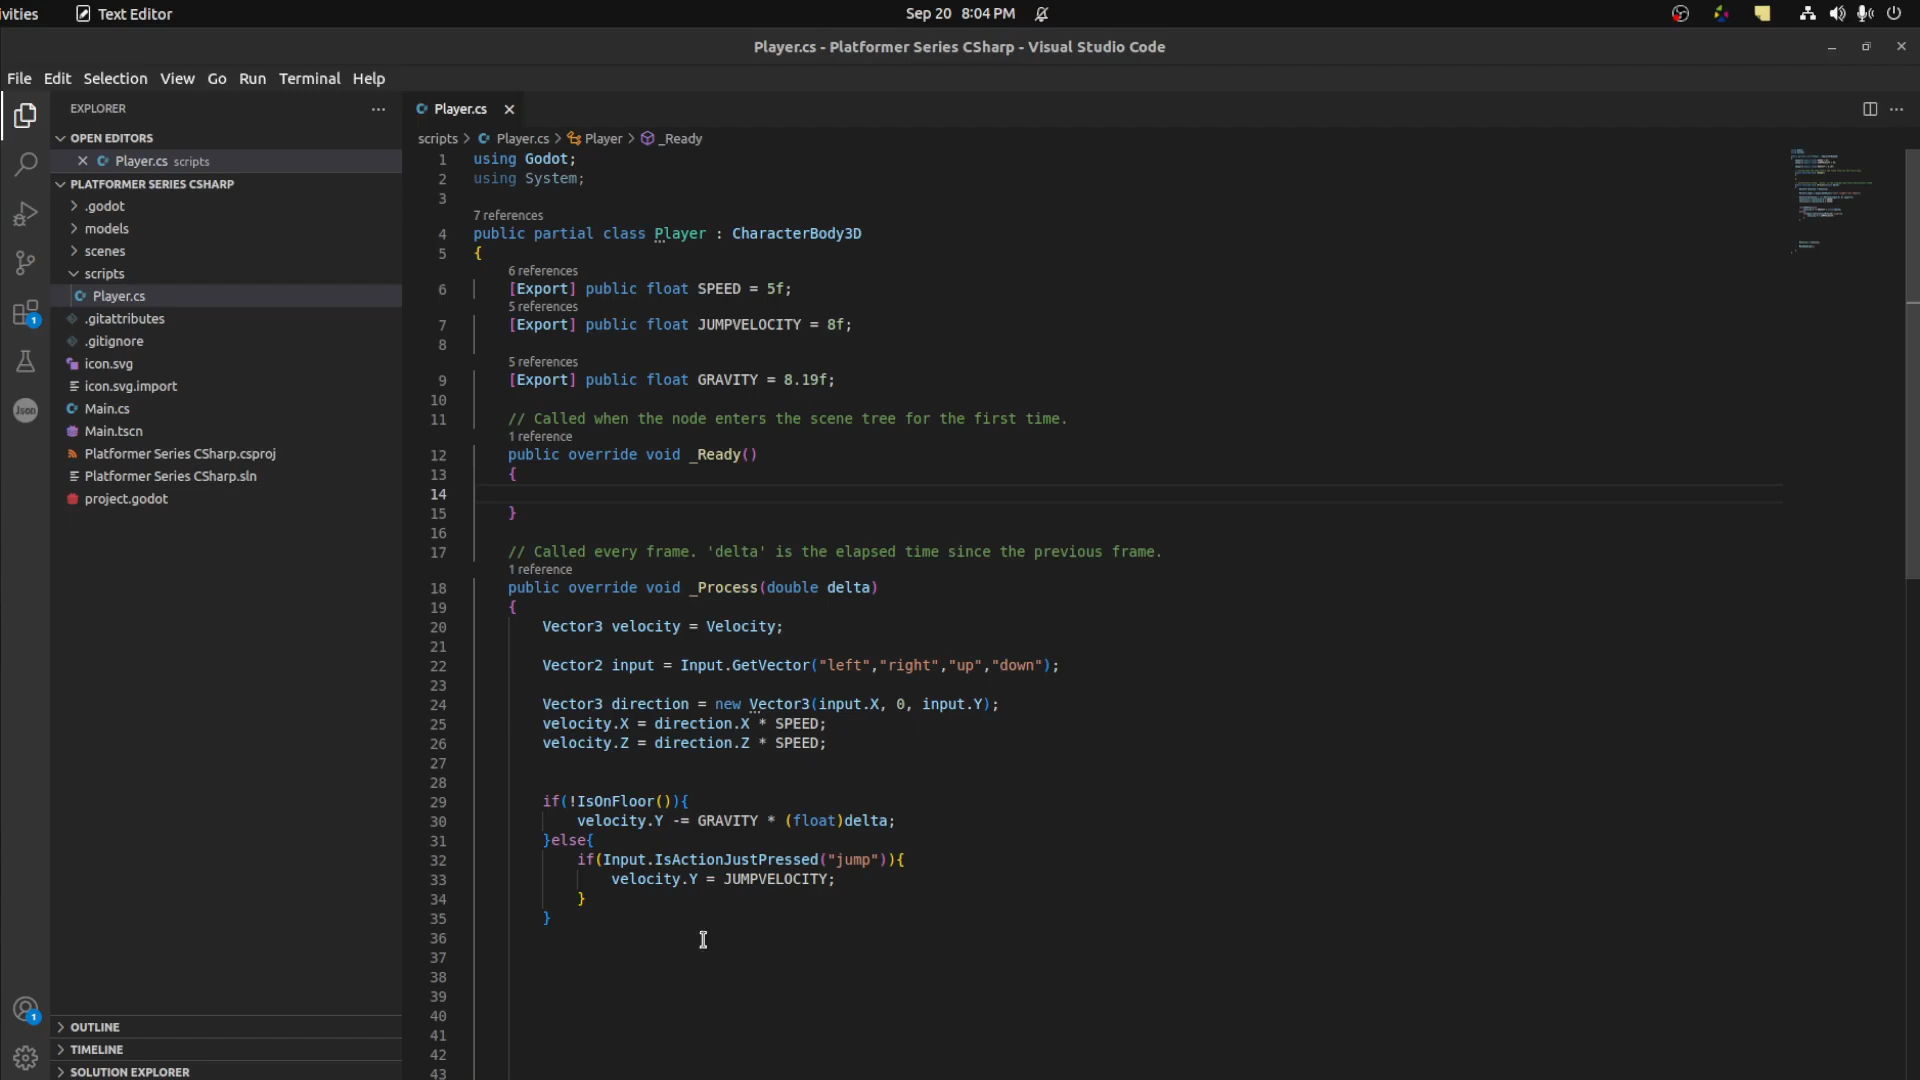 ivities
Text Editor
Sep 20 8:04 PM
Player.cs - Platformer Series CSharp - Visual Studio Code
File Edit Selection View Go Run Terminal Help
EXPLORER
OPEN EDITORS
Player.cs scripts
PLATFORMER SERIES CSHARP
.godot
models
scenes
scripts
Player.cs
.gitattributes
.gitignore
icon.svg
icon.svg.import
Main.cs
Main.tscn
Platformer Series CSharp.csproj
Platformer Series CSharp.sln
project.godot
OUTLINE
TIMELINE
SOLUTION EXPLORER
1
Json
1
Player.cs
scripts > Player.cs > Player > _Ready
1 using Godot;
2 using System;
3
7 references
4 public partial class Player : CharacterBody3D
5 {
6 references
6 [Export] public float SPEED = 5f;
5 references
7 [Export] public float JUMPVELOCITY = 8f;
8
5 references
9 [Export] public float GRAVITY = 8.19f;
10
11 // Called when the node enters the scene tree for the first time.
1 reference
12 public override void _Ready()
13 {
14
15 }
16
17 // Called every frame. 'delta' is the elapsed time since the previous frame.
1 reference
18 public override void _Process(double delta)
19 {
20 Vector3 velocity = Velocity;
21
22 Vector2 input = Input.GetVector("left","right","up","down");
23
24 Vector3 direction = new Vector3(input.X, 0, input.Y);
25 velocity.X = direction.X * SPEED;
26 velocity.Z = direction.Z * SPEED;
27
28
29 if(!IsOnFloor()){
30 velocity.Y -= GRAVITY * (float)delta;
31 }else{
32 if(Input.IsActionJustPressed("jump")){
33 velocity.Y = JUMPVELOCITY;
34 }
35 }
36
37
38
39
40
41
42
43